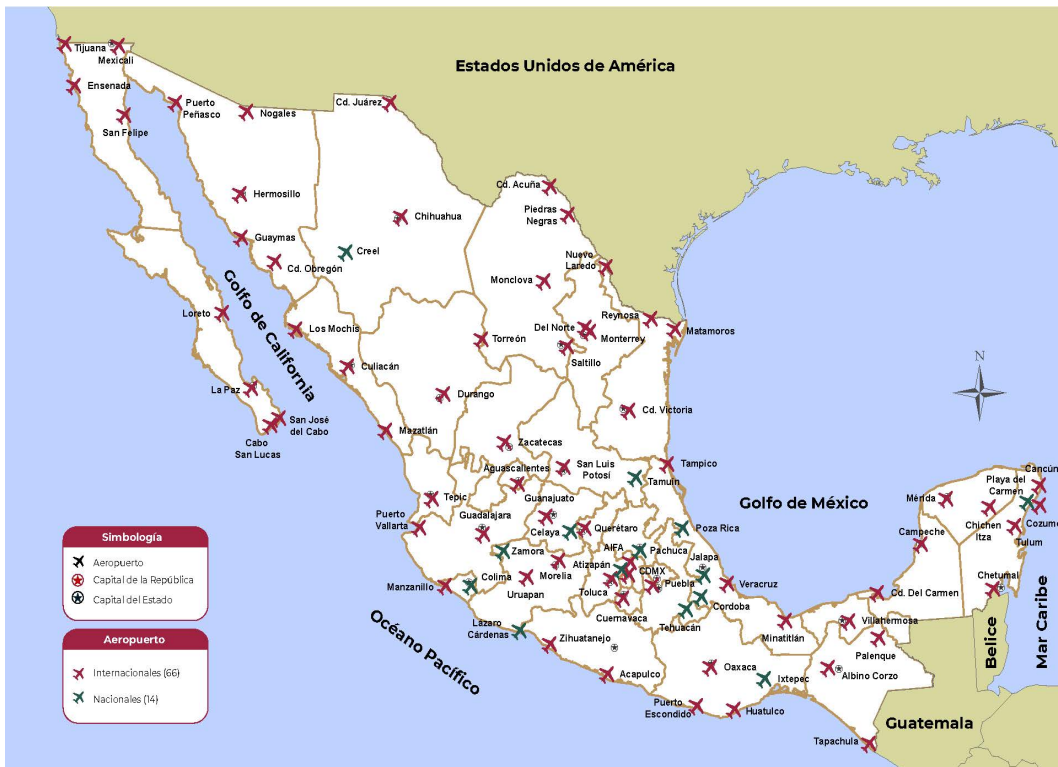 Estados Unidos de América
Tijuana
Mexicali
Ensenada
San Felipe
Puerto
Peñasco
Nogales
Cd. Juárez
Hermosillo
Chihuahua
Cd. Acuña
Piedras
Negras
Guaymas
Creel
Cd. Obregón
Nuevo
Laredo
Monclova
Golfo de California
Loreto
Los Mochis
Reynosa
Del Norte
Monterrey
Matamoros
Torreón
Saltillo
Culiacán
La Paz
Durango
San José
del Cabo
Cabo
San Lucas
Cd. Victoria
Mazatlán
Zacatecas
N
Aguascalientes
San Luis
Potosí
Tampico
Tamuín
Tepic
Guanajuato
Golfo de México
Cancún
Playa del
Carmen
Mérida
Cozume
Chichen
Itza
Tulum
Campeche
Puerto
Vallarta
Guadalajara
Celaya
Querétaro
Poza Rica
Zamora
AIFA
Pachuca
Jalapa
Atizapán
CDMX
Morelia
Colima
Manzanillo
Uruapan
Toluca
Puebla
Veracruz
Chetumal
Cd. Del Carmen
Cuernavaca
Cordoba
Tehuacán
Lázaro
Cárdenas
Zihuatanejo
Minatitlán
Villahermosa
Palenque
Acapulco
Oaxaca
Ixtepec
Albino Corzo
Puerto
Escondido
Huatulco
Tapachula
Océano Pacífico
Belice
Mar Caribe
Guatemala
Simbología
Aeropuerto
Capital de la República
Capital del Estado
Aeropuerto
Internacionales (66)
Nacionales (14)